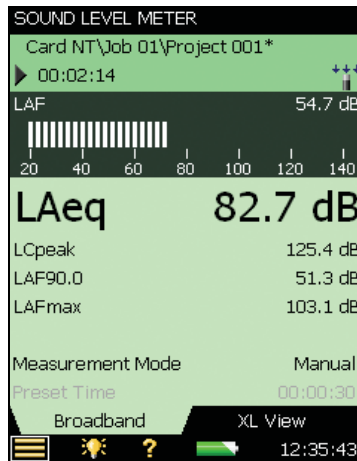 SOUND LEVEL METER
Card NT\Job 01\Project 001*
00:02:14
LAF 54.7 dB
20 40 60 80 100 120 140
LAeq 82.7 dB
LCpeak 125.4 dB
LAF90.0 51.3 dB
LAFmax 103.1 dB
Measurement Mode Manual
Preset Time 00:00:30
Broadband XL View
? 12:35:43